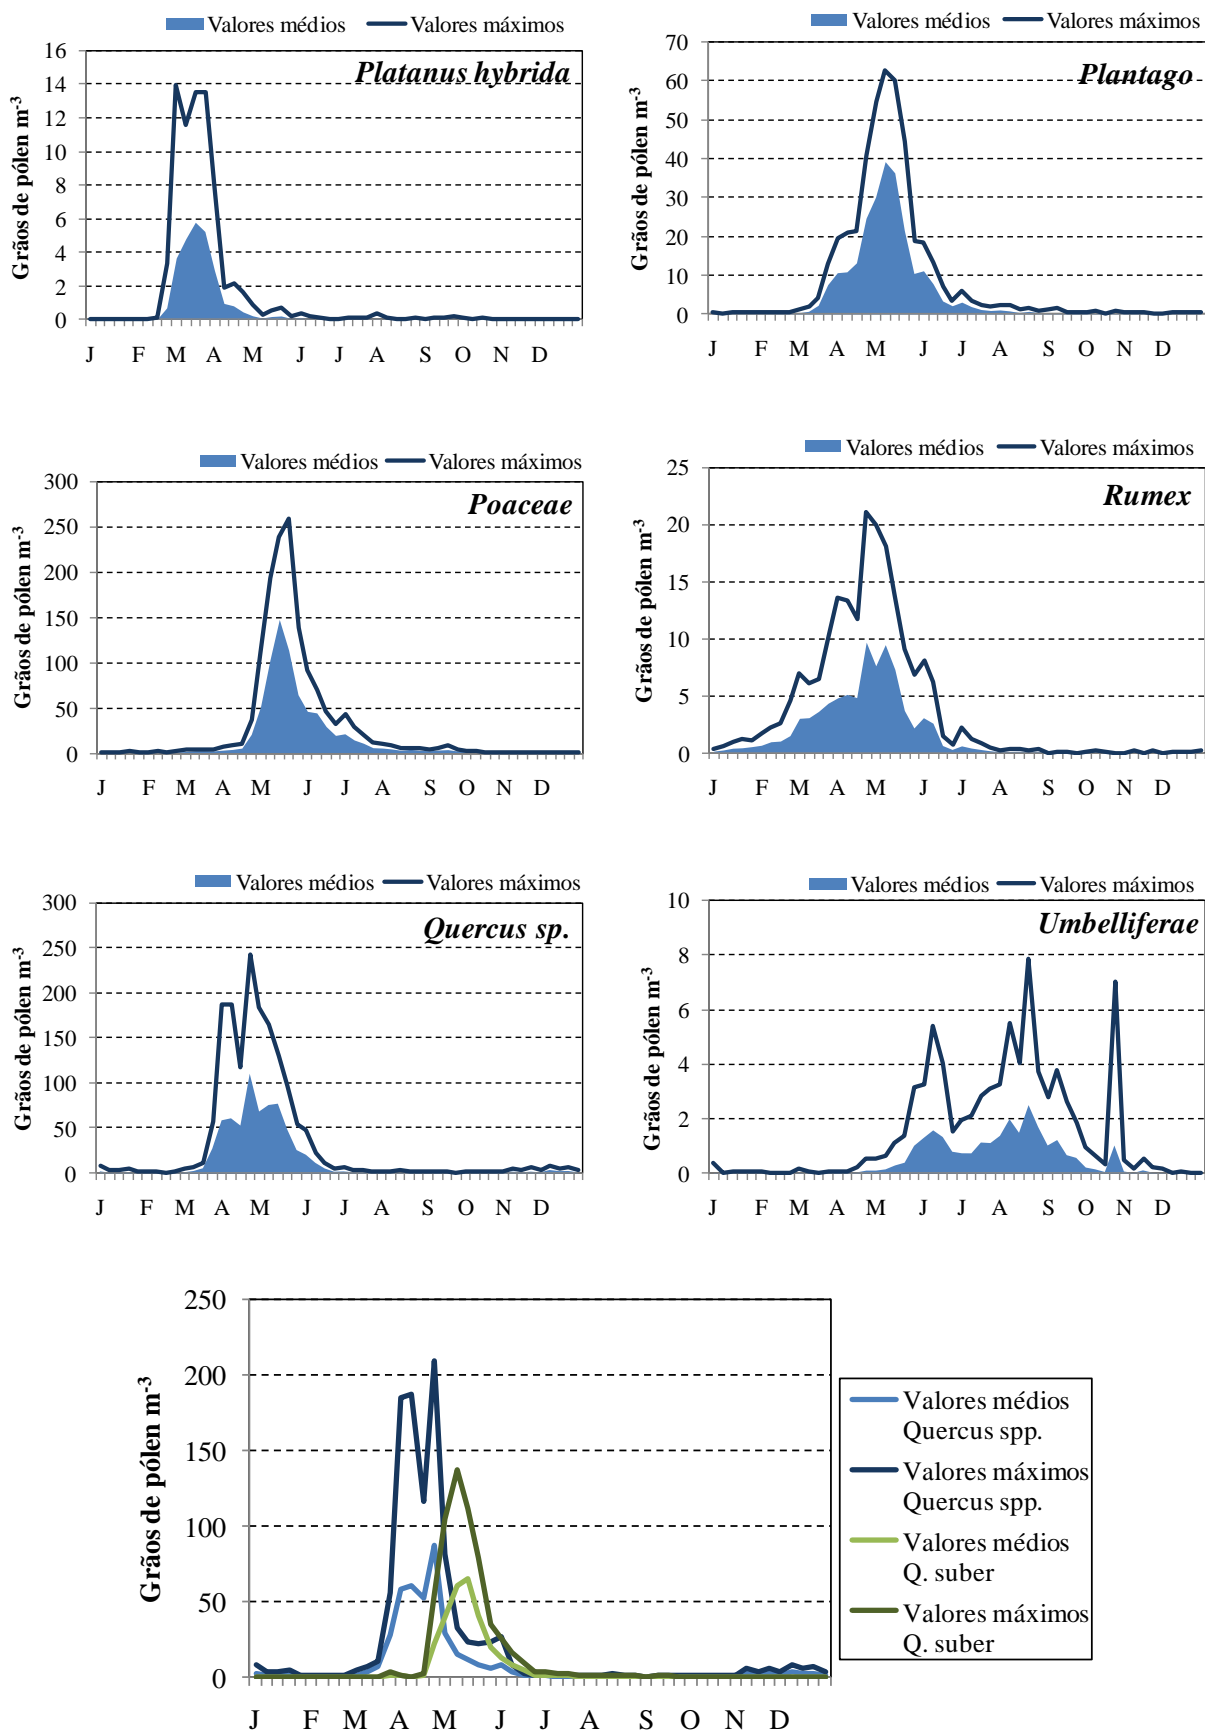 Valores médios Valores máximos
Platanus hybrida
Grãos de pólen m-3
16
14
12
10
8
6
4
2
0
J F M A M J J A S O N D
Valores médios Valores máximos
Plantago
Grãos de pólen m-3
70
60
50
40
30
20
10
0
J F M A M J J A S O N D
Valores médios Valores máximos
Poaceae
Grãos de pólen m-3
300
250
200
150
100
50
0
J F M A M J J A S O N D
Valores médios Valores máximos
Rumex
Grãos de pólen m-3
25
20
15
10
5
0
J F M A M J J A S O N D
Valores médios Valores máximos
Quercus sp.
Grãos de pólen m-3
300
250
200
150
100
50
0
J F M A M J J A S O N D
Valores médios Valores máximos
Umbelliferae
Grãos de pólen m-3
10
8
6
4
2
0
J F M A M J J A S O N D
Grãos de pólen m-3
250
200
150
100
50
0
J F M A M J J A S O N D
Valores médios
Quercus spp.
Valores máximos
Quercus spp.
Valores médios
Q. suber
Valores máximos
Q. suber